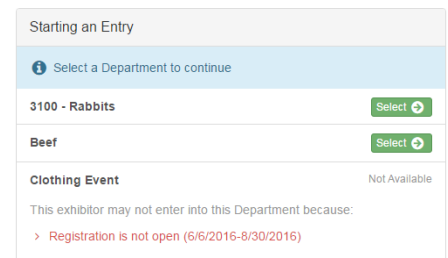 Starting an Entry
Select a Department to continue
3100 - Rabbits Select
Beef Select
Clothing Event Not Available
This exhibitor may not enter into this Department because:
Registration is not open (6/6/2016-8/30/2016)